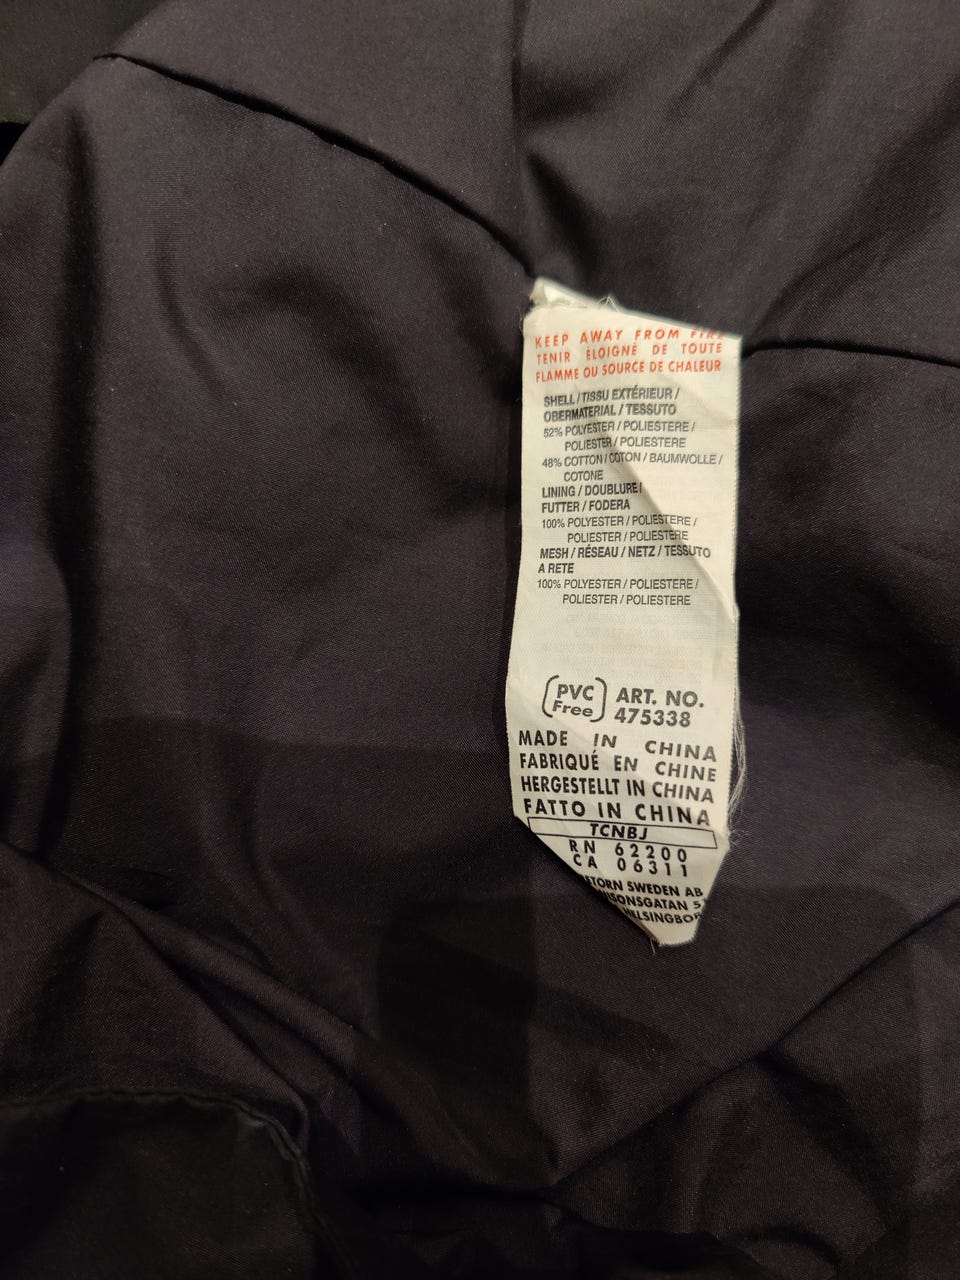 KEEP AWAY FROM FIRE
TENIR ÉLOIGNÉ DE TOUTE
FLAMME OU SOURCE DE CHALEUR
SHELL / TISSU EXTÉRIEUR /
OBERMATERIAL / TESSUTO
52% POLYESTER / POLIESTERE /
POLIESTER / POLIESTERE
48% COTTON / COTON / BAUMWOLLE /
COTONE
LINING / DOUBLURE /
FUTTER / FODERA
100% POLYESTER / POLIESTERE /
POLIESTER / POLIESTERE
MESH / RÉSEAU / NETZ / TESSUTO
A RETE
100% POLYESTER / POLIESTERE /
POLIESTER / POLIESTERE
(PVC Free) ART. NO.
475338
MADE IN CHINA
FABRIQUÉ EN CHINE
HERGESTELLT IN CHINA
FATTO IN CHINA
TCNBJ
RN 62200
CA 06311
SWEDEN AB